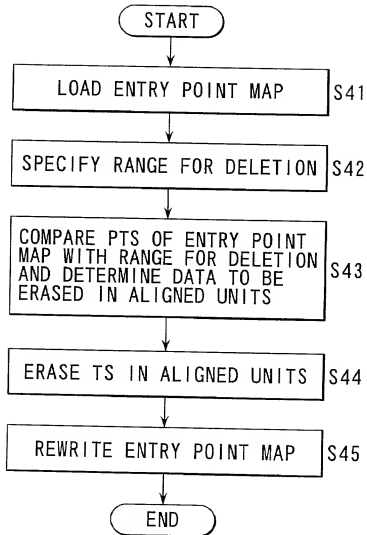 START
LOAD ENTRY POINT MAP S41
SPECIFY RANGE FOR DELETION S42
COMPARE PTS OF ENTRY POINT
MAP WITH RANGE FOR DELETION
AND DETERMINE DATA TO BE
ERASED IN ALIGNED UNITS
S43
ERASE TS IN ALIGNED UNITS S44
REWRITE ENTRY POINT MAP S45
END